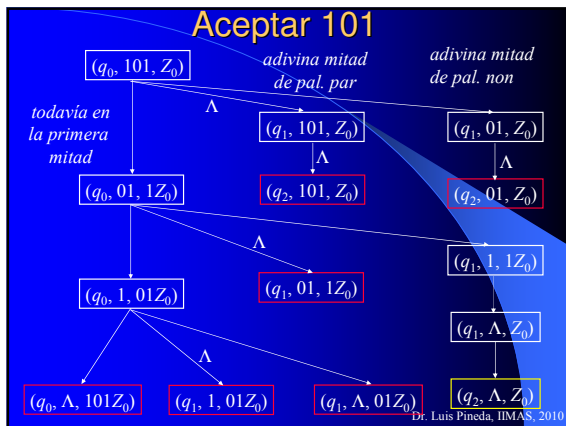 Aceptar 101
(q₀, 101, Z₀)
adivina mitad
de pal. par
adivina mitad
de pal. non
todavía en
la primera
mitad
Λ
(q₁, 101, Z₀)
(q₁, 01, Z₀)
Λ
Λ
(q₀, 01, 1Z₀)
(q₂, 101, Z₀)
(q₂, 01, Z₀)
Λ
(q₁, 1, 1Z₀)
(q₀, 1, 01Z₀)
(q₁, 01, 1Z₀)
(q₁, Λ, Z₀)
Λ
Λ
(q₀, Λ, 101Z₀)
(q₁, 1, 01Z₀)
(q₁, Λ, 01Z₀)
(q₂, Λ, Z₀)
Dr. Luis Pineda, IIMAS, 2010